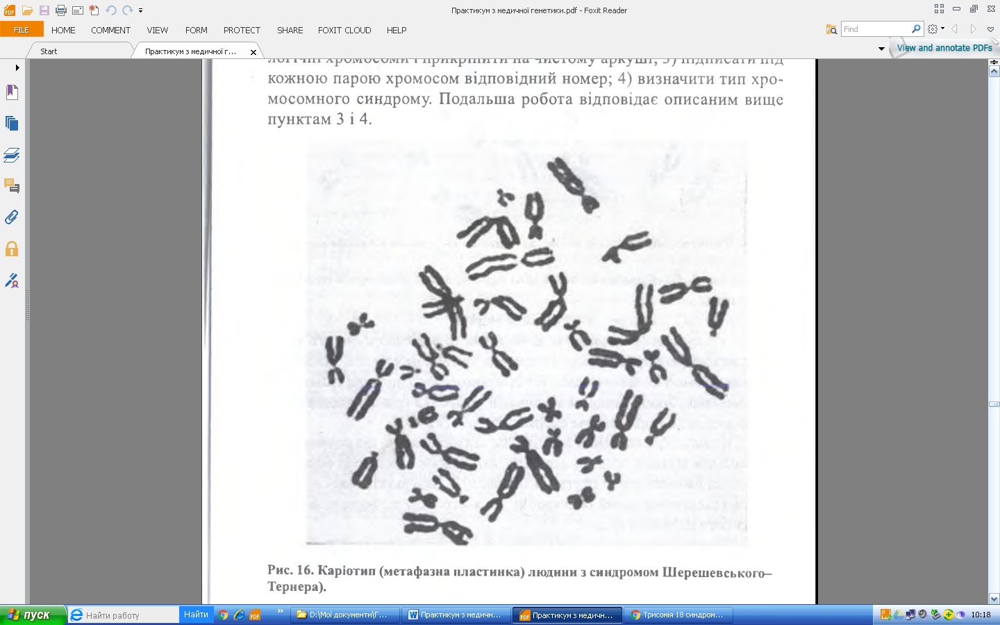 Практикум з медичної генетики.pdf - Foxit Reader
FILE HOME COMMENT VIEW FORM PROTECT SHARE FOXIT CLOUD HELP
Find
Start
Практикум з медичної г...
View and annotate PDFs
логічні хромосоми і прикріпити на чистому аркуші; 3) підписати під
кожною парою хромосом відповідний номер; 4) визначити тип хро-
мосомного синдрому. Подальша робота відповідає описаним вище
пунктам 3 і 4.
Рис. 16. Каріотип (метафазна пластинка) людини з синдромом Шерешевського–
Тернера).
пуск
Найти работу
Найти
PDF
D:\Мої документи\Г...
Практикум з медичн...
Практикум з медичн...
Трисомія 18 синдром...
10:18